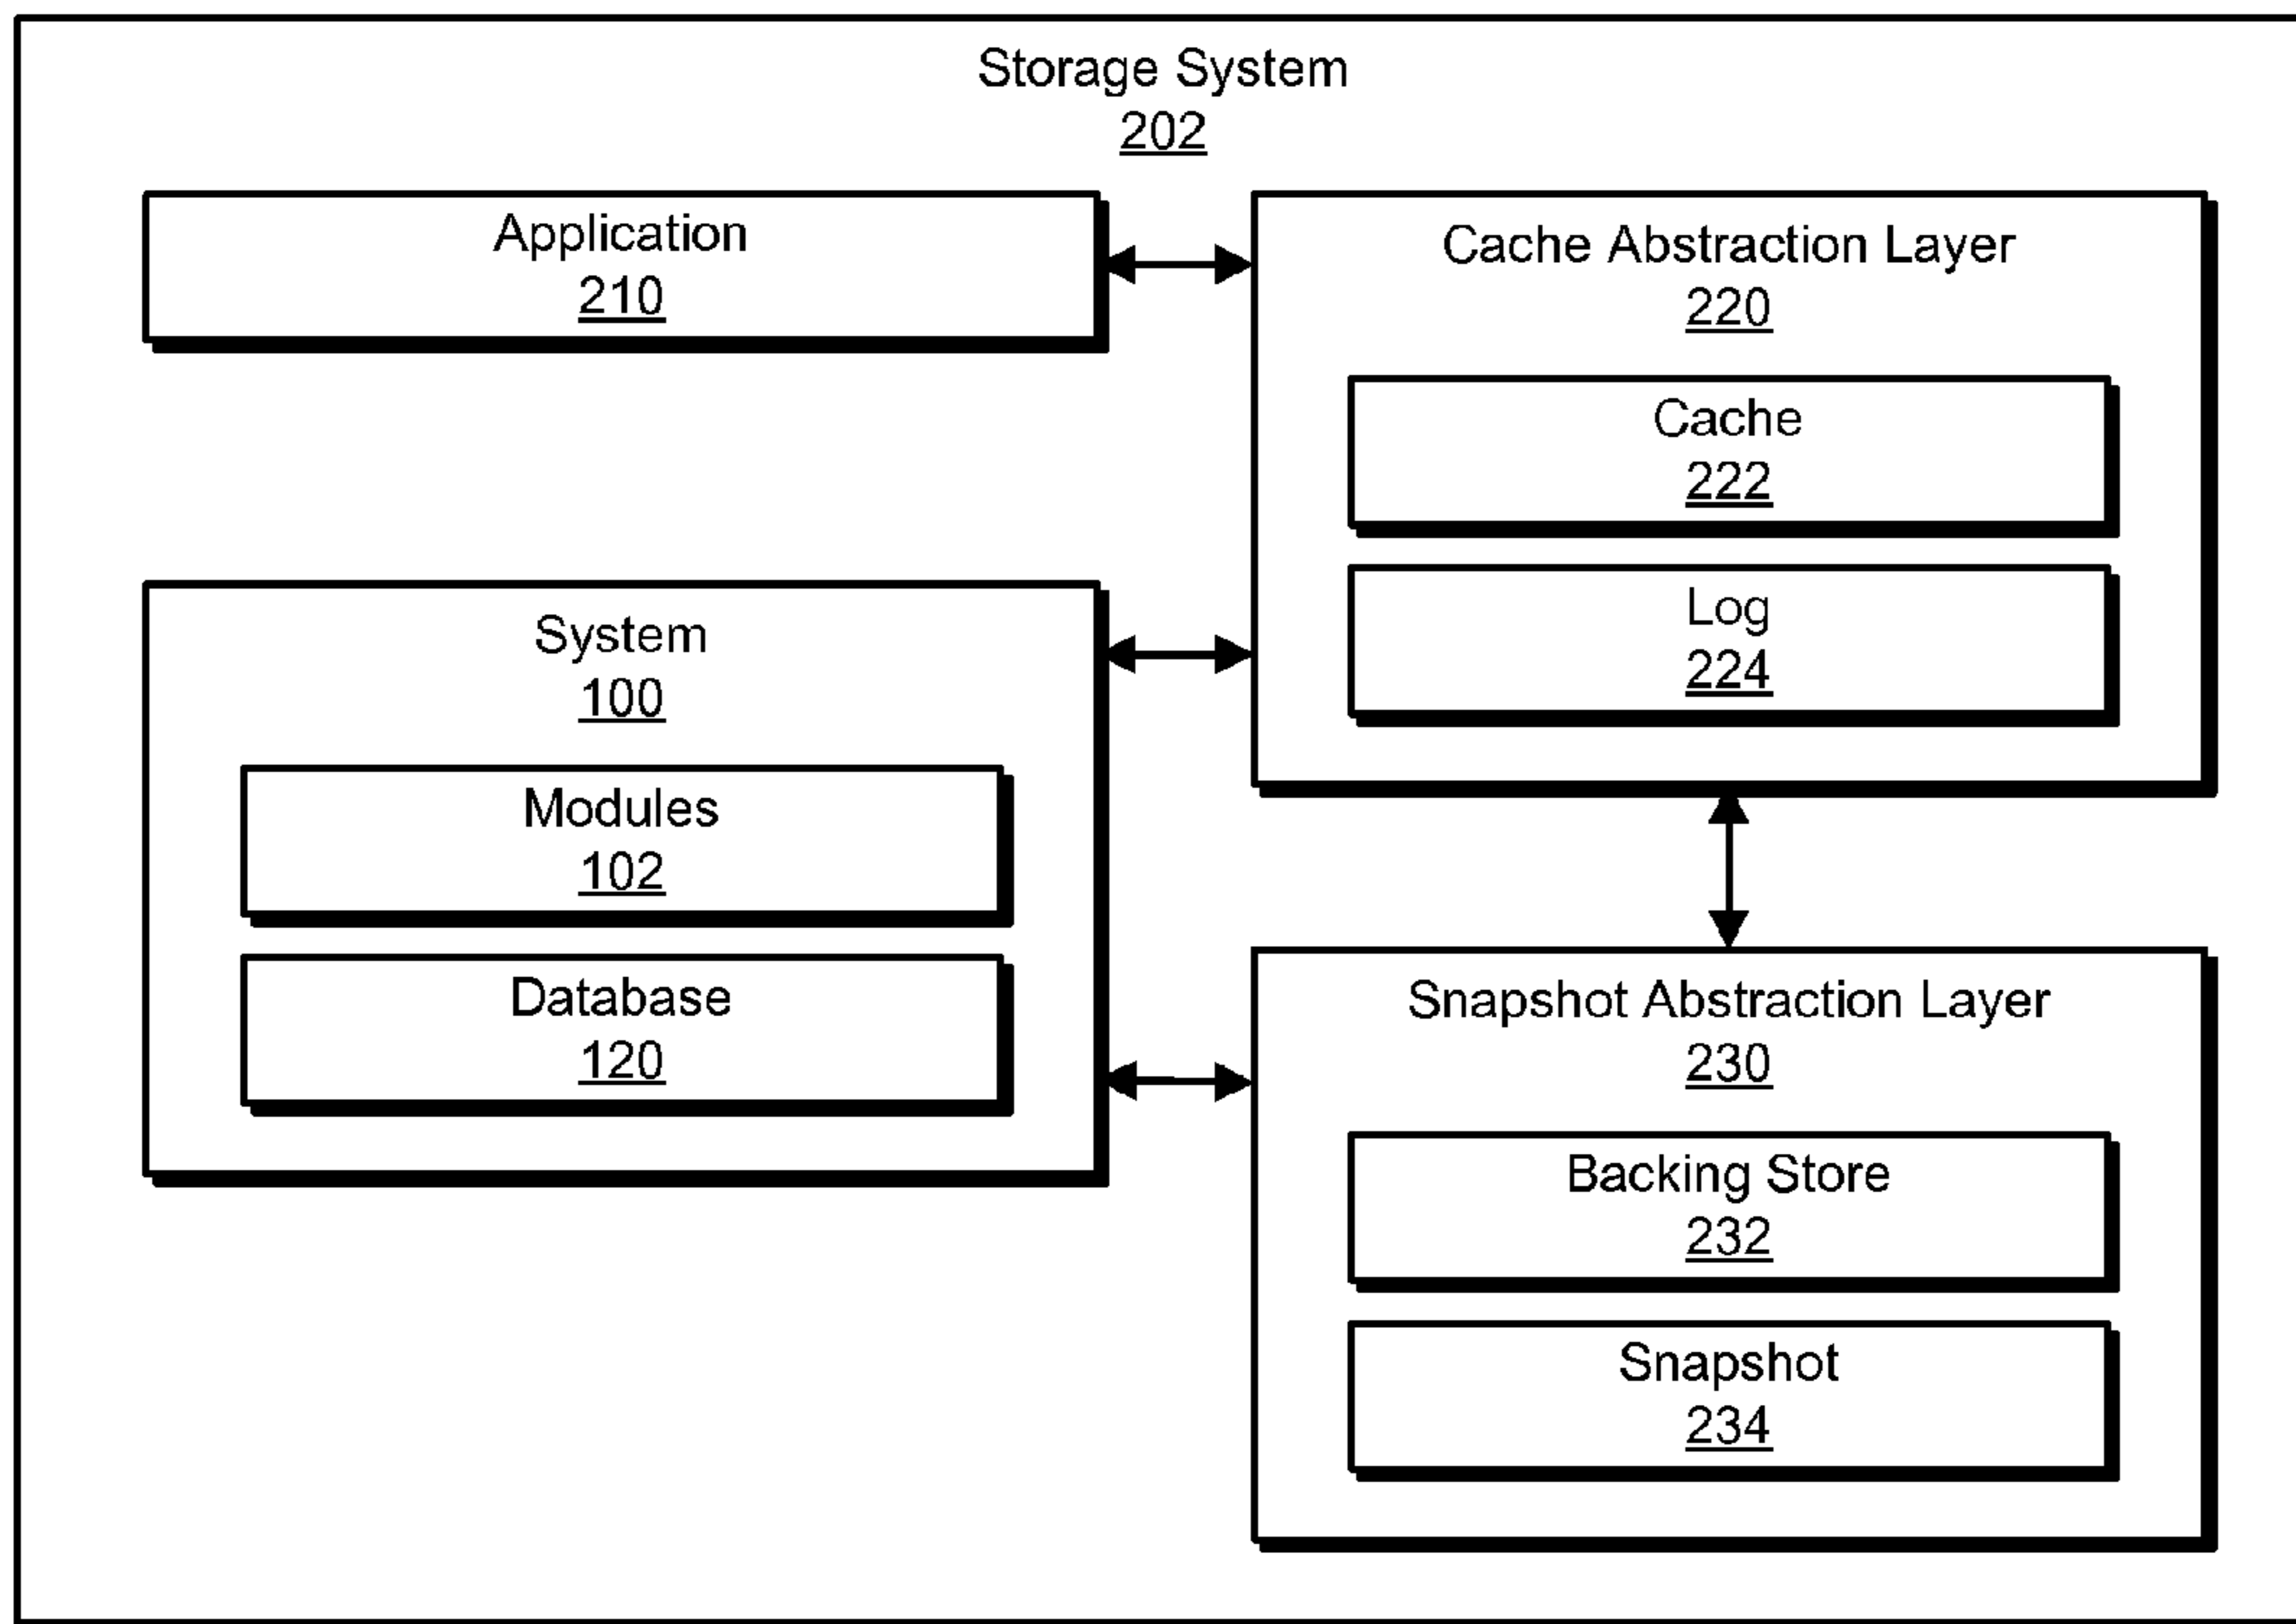 Storage System
202
Application
210
Cache Abstraction Layer
220
Cache
222
Log
224
System
100
Modules
102
Database
120
Snapshot Abstraction Layer
230
Backing Store
232
Snapshot
234